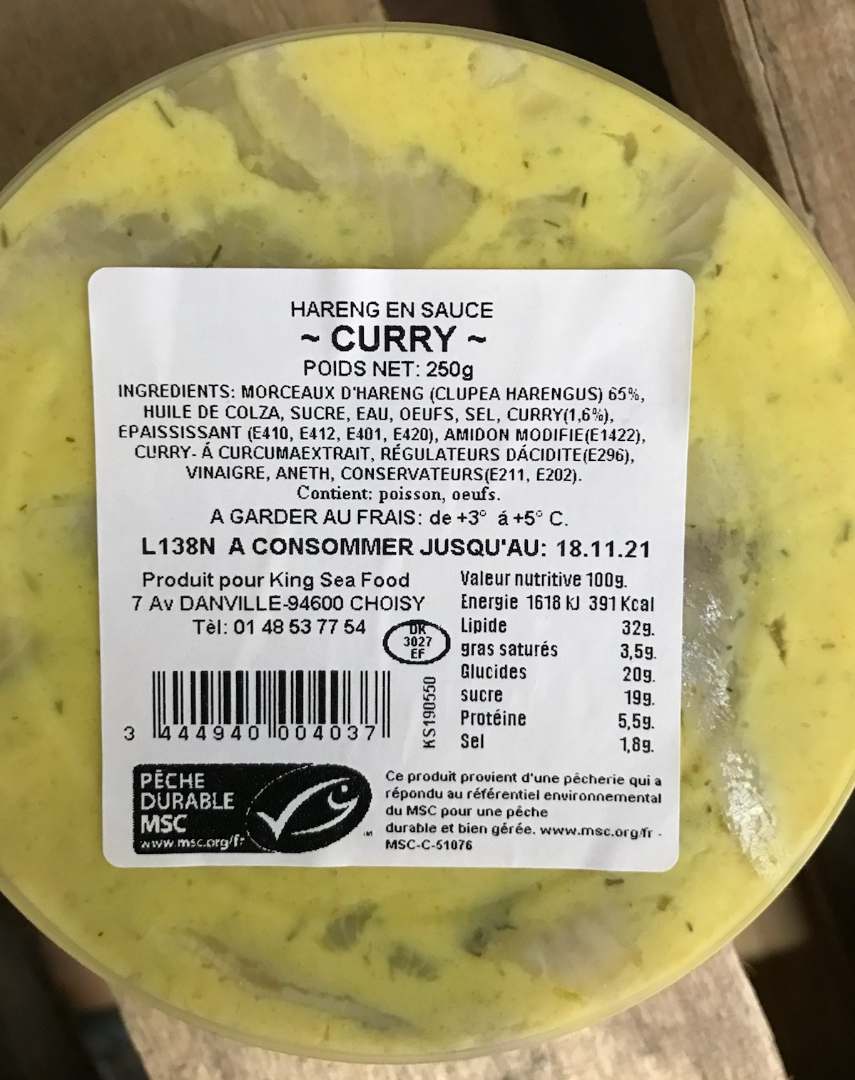 HARENG EN SAUCE
~ CURRY ~
POIDS NET: 250g
INGREDIENTS: MORCEAUX D'HARENG (CLUPEA HARENGUS) 65%,
HUILE DE COLZA, SUCRE, EAU, OEUFS, SEL, CURRY(1,6%),
EPAISSISSANT (E410, E412, E401, E420), AMIDON MODIFIE(E1422),
CURRY- Á CURCUMAEXTRAIT, RÉGULATEURS DÁCIDITE(E296),
VINAIGRE, ANETH, CONSERVATEURS(E211, E202).
Contient: poisson, oeufs.
A GARDER AU FRAIS: de +3° á +5° C.
L138N A CONSOMMER JUSQU'AU: 18.11.21
Produit pour King Sea Food
7 Av DANVILLE-94600 CHOISY
Tèl: 01 48 53 77 54
DK
3027
EF
Valeur nutritive 100g.
Energie 1618 kJ 391 Kcal
Lipide 32g.
gras saturés 3,5g.
Glucides 20g.
sucre 19g.
Protéine 5,5g.
Sel 1,8g.
3 444940 004037
KS190550
PÊCHE
DURABLE
MSC
www.msc.org/fr
TM
Ce produit provient d'une pêcherie qui a
répondu au référentiel environnemental
du MSC pour une pêche
durable et bien gérée. www.msc.org/fr -
MSC-C-51076